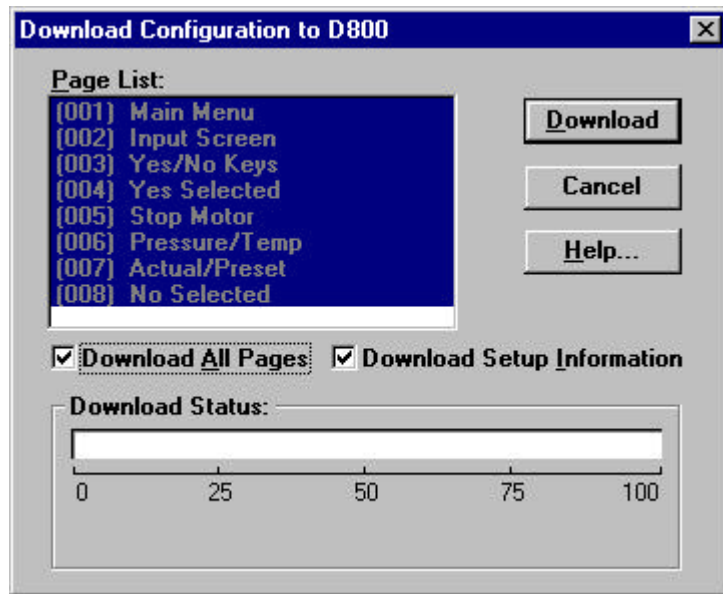 Download Configuration to D800
Page List:
(001) Main Menu
(002) Input Screen
(003) Yes/No Keys
(004) Yes Selected
(005) Stop Motor
(006) Pressure/Temp
(007) Actual/Preset
(008) No Selected
Download
Cancel
Help...
Download All Pages Download Setup Information
Download Status:
0 25 50 75 100